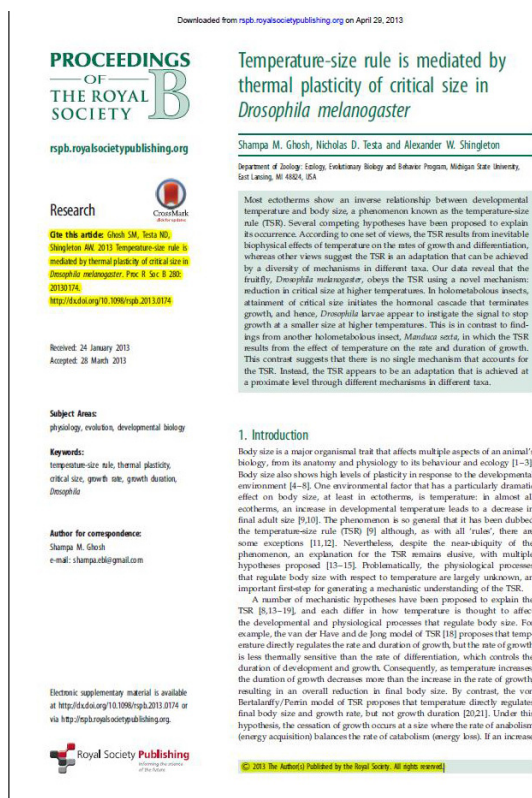 Downloaded from rspb.royalsocietypublishing.org on April 29, 2013
PROCEEDINGS
OF
THE ROYAL
SOCIETY
B
rspb.royalsocietypublishing.org
Research
CrossMark
Cite this article: Ghosh SM, Testa ND,
Shingleton AW. 2013 Temperature-size rule is
mediated by thermal plasticity of critical size in
Drosophila melanogaster. Proc R Soc B 280:
20130174.
http://dx.doi.org/10.1098/rspb.2013.0174
Received: 24 January 2013
Accepted: 28 March 2013
Subject Areas:
physiology, evolution, developmental biology
Keywords:
temperature-size rule, thermal plasticity,
critical size, growth rate, growth duration,
Drosophila
Author for correspondence:
Shampa M. Ghosh
e-mail: shampa.ebl@gmail.com
Electronic supplementary material is available
at http://dx.doi.org/10.1098/rspb.2013.0174 or
via http://rspb.royalsocietypublishing.org.
Royal Society Publishing
Informing the science
of the future
Temperature-size rule is mediated by
thermal plasticity of critical size in
Drosophila melanogaster
Shampa M. Ghosh, Nicholas D. Testa and Alexander W. Shingleton
Department of Zoology: Ecology, Evolutionary Biology and Behavior Program, Michigan State University,
East Lansing, MI 48824, USA
Most ectotherms show an inverse relationship between developmental
temperature and body size, a phenomenon known as the temperature-size
rule (TSR). Several competing hypotheses have been proposed to explain
its occurrence. According to one set of views, the TSR results from inevitable
biophysical effects of temperature on the rates of growth and differentiation,
whereas other views suggest the TSR is an adaptation that can be achieved
by a diversity of mechanisms in different taxa. Our data reveal that the
fruitfly, Drosophila melanogaster, obeys the TSR using a novel mechanism:
reduction in critical size at higher temperatures. In holometabolous insects,
attainment of critical size initiates the hormonal cascade that terminates
growth, and hence, Drosophila larvae appear to instigate the signal to stop
growth at a smaller size at higher temperatures. This is in contrast to find-
ings from another holometabolous insect, Manduca sexta, in which the TSR
results from the effect of temperature on the rate and duration of growth.
This contrast suggests that there is no single mechanism that accounts for
the TSR. Instead, the TSR appears to be an adaptation that is achieved at
a proximate level through different mechanisms in different taxa.
1. Introduction
Body size is a major organismal trait that affects multiple aspects of an animal's
biology, from its anatomy and physiology to its behaviour and ecology [1–3].
Body size also shows high levels of plasticity in response to the developmental
environment [4–8]. One environmental factor that has a particularly dramatic
effect on body size, at least in ectotherms, is temperature: in almost all
ecotherms, an increase in developmental temperature leads to a decrease in
final adult size [9,10]. The phenomenon is so general that it has been dubbed
the temperature-size rule (TSR) [9] although, as with all 'rules', there are
some exceptions [11,12]. Nevertheless, despite the near-ubiquity of the
phenomenon, an explanation for the TSR remains elusive, with multiple
hypotheses proposed [13–15]. Problematically, the physiological processes
that regulate body size with respect to temperature are largely unknown, an
important first-step for generating a mechanistic understanding of the TSR.
A number of mechanistic hypotheses have been proposed to explain the
TSR [8,13–19], and each differ in how temperature is thought to affect
the developmental and physiological processes that regulate body size. For
example, the van der Have and de Jong model of TSR [18] proposes that temp-
erature directly regulates the rate and duration of growth, but the rate of growth
is less thermally sensitive than the rate of differentiation, which controls the
duration of development and growth. Consequently, as temperature increases
the duration of growth decreases more than the increase in the rate of growth,
resulting in an overall reduction in final body size. By contrast, the von
Bertalanffy/Perrin model of TSR proposes that temperature directly regulates
final body size and growth rate, but not growth duration [20,21]. Under this
hypothesis, the cessation of growth occurs at a size where the rate of anabolism
(energy acquisition) balances the rate of catabolism (energy loss). If an increase
© 2013 The Author(s) Published by the Royal Society. All rights reserved.